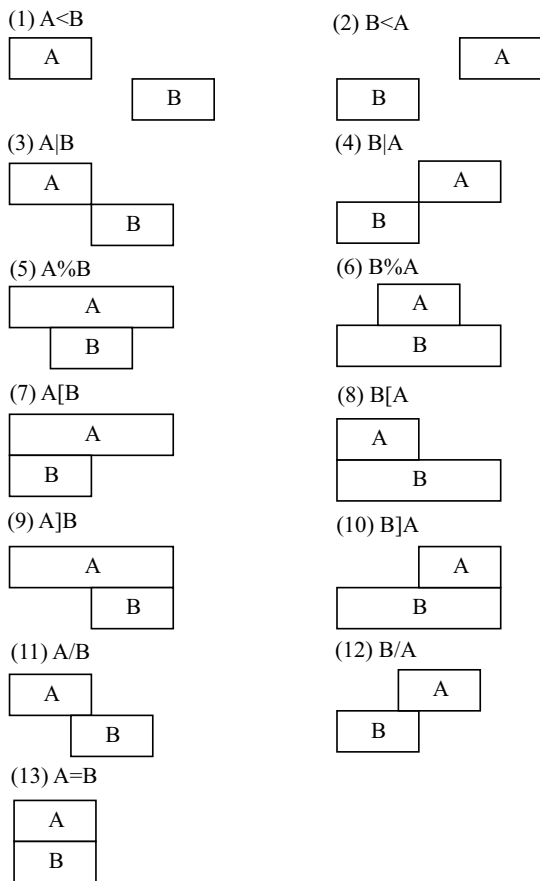 (1) A<B
(2) B<A
A
A
B
B
(3) A|B
(4) B|A
A
A
B
B
(5) A%B
(6) B%A
A
A
B
B
(7) A[B
(8) B[A
A
A
B
B
(9) A]B
(10) B]A
A
A
B
B
(11) A/B
(12) B/A
A
A
B
B
(13) A=B
A
B